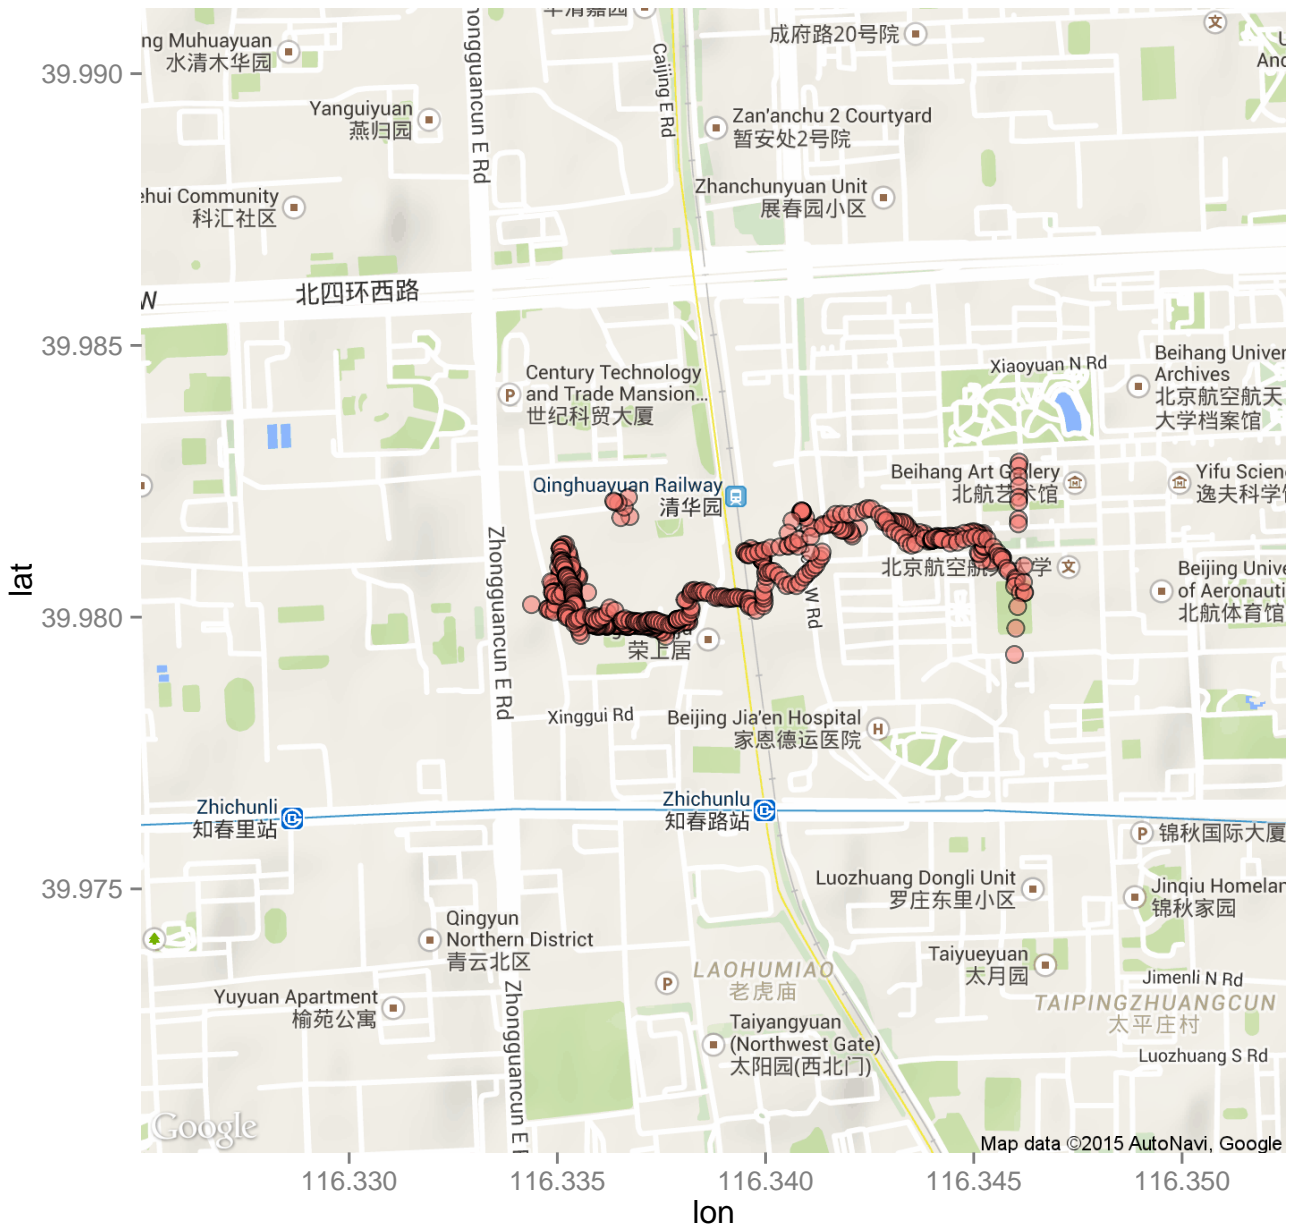 华清嘉园
成府路20号院
ng Muhuayuan
水清木华园
39.990
hongguancun E Rd
Caijing E Rd
Yanguiyuan
燕归园
Zan'anchu 2 Courtyard
暂安处2号院
Zhanchunyuan Unit
展春园小区
ehui Community
科汇社区
W
北四环西路
39.985
Century Technology
and Trade Mansion...
世纪科贸大厦
Xiaoyuan N Rd
Beihang Univer
Archives
北京航空航天
大学档案馆
Qinghuayuan Railway
清华园
Beihang Art Gallery
北航艺术馆
Yifu Scienc
逸夫科学馆
Zhongguancun E Rd
北京航空航天大学
Beijing Unive
of Aeronauti
北航体育馆
lat
39.980
W Rd
荣上居
Xinggui Rd
Beijing Jia'en Hospital
家恩德运医院
Zhichunli
知春里站
Zhichunlu
知春路站
锦秋国际大厦
39.975
Luozhuang Dongli Unit
罗庄东里小区
Jinqiu Homelan
锦秋家园
Qingyun
Northern District
青云北区
Taiyueyuan
太月园
LAOHUMIAO
老虎庙
Jimenli N Rd
TAIPINGZHUANGCUN
太平庄村
Yuyuan Apartment
榆苑公寓
Zhongguancun E R
Taiyangyuan
(Northwest Gate)
太阳园(西北门)
Luozhuang S Rd
Google
Map data ©2015 AutoNavi, Google
116.330
116.335
116.340
116.345
116.350
lon